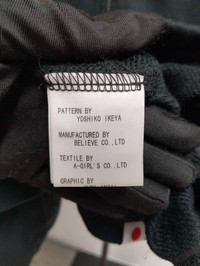 PATTERN BY
YOSHIKO IKEYA
MANUFACTURED BY
BELIEVE CO.,LTD
TEXTILE BY
A-GIRL'S CO.,LTD
GRAPHIC BY